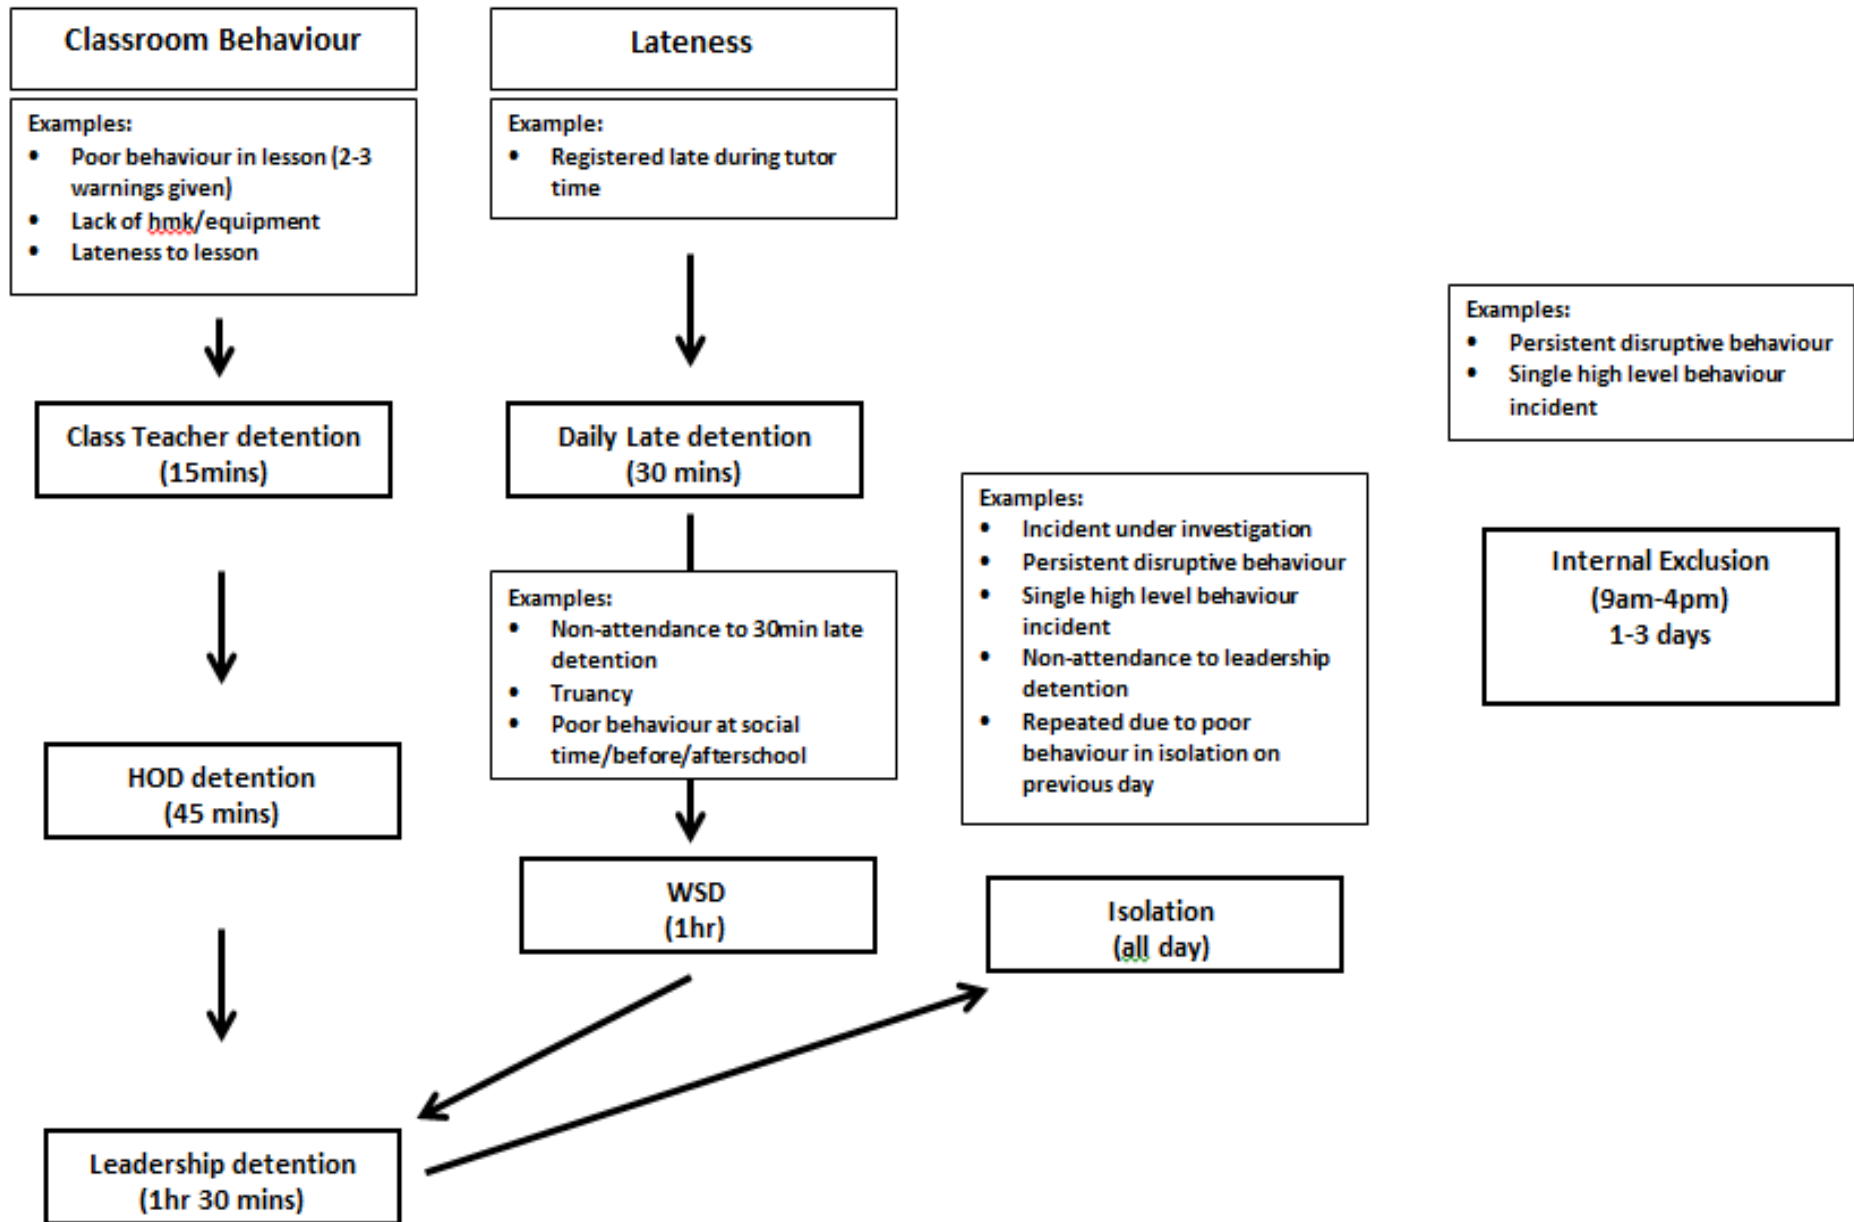 Classroom Behaviour
Examples:
• Poor behaviour in lesson (2-3
warnings given)
• Lack of hmk/equipment
• Lateness to lesson
Class Teacher detention
(15mins)
HOD detention
(45 mins)
Leadership detention
(1hr 30 mins)
Lateness
Example:
• Registered late during tutor
time
Daily Late detention
(30 mins)
Examples:
• Non-attendance to 30min late
detention
• Truancy
• Poor behaviour at social
time/before/afterschool
WSD
(1hr)
Examples:
• Incident under investigation
• Persistent disruptive behaviour
• Single high level behaviour
incident
• Non-attendance to leadership
detention
• Repeated due to poor
behaviour in isolation on
previous day
Isolation
(all day)
Examples:
• Persistent disruptive behaviour
• Single high level behaviour
incident
Internal Exclusion
(9am-4pm)
1-3 days